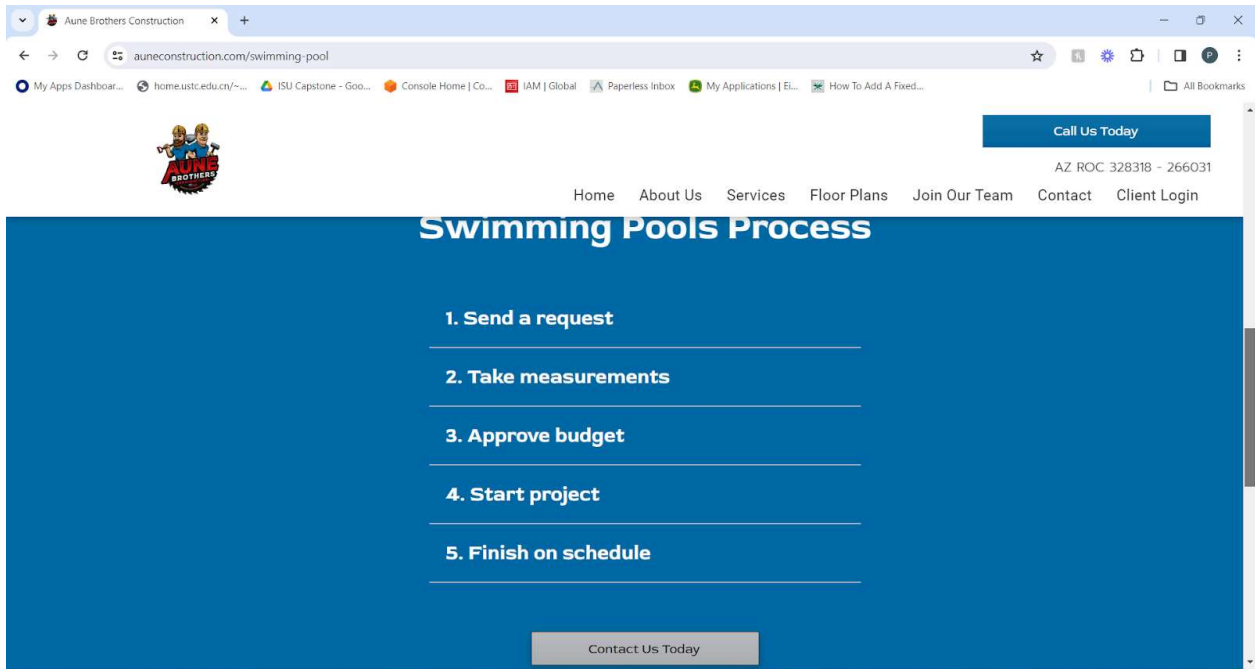 Aune Brothers Construction
auneconstruction.com/swimming-pool
P
My Apps Dashboar... home.ustc.edu.cn/~... ISU Capstone - Goo... Console Home | Co... IAM | Global Paperless Inbox My Applications | Ei... How To Add A Fixed... All Bookmarks
AUNE
BROTHERS
Call Us Today
AZ ROC 328318 - 266031
Home About Us Services Floor Plans Join Our Team Contact Client Login
Swimming Pools Process
1. Send a request
2. Take measurements
3. Approve budget
4. Start project
5. Finish on schedule
Contact Us Today